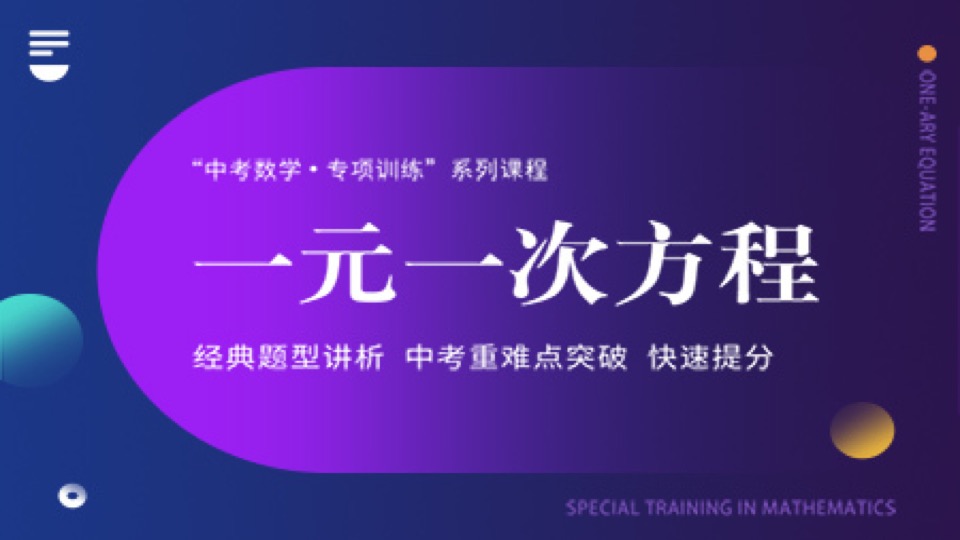 “中考数学·专项训练”系列课程
一元一次方程
经典题型讲析 中考重难点突破 快速提分
ONE-ARY EQUATION
SPECIAL TRAINING IN MATHEMATICS